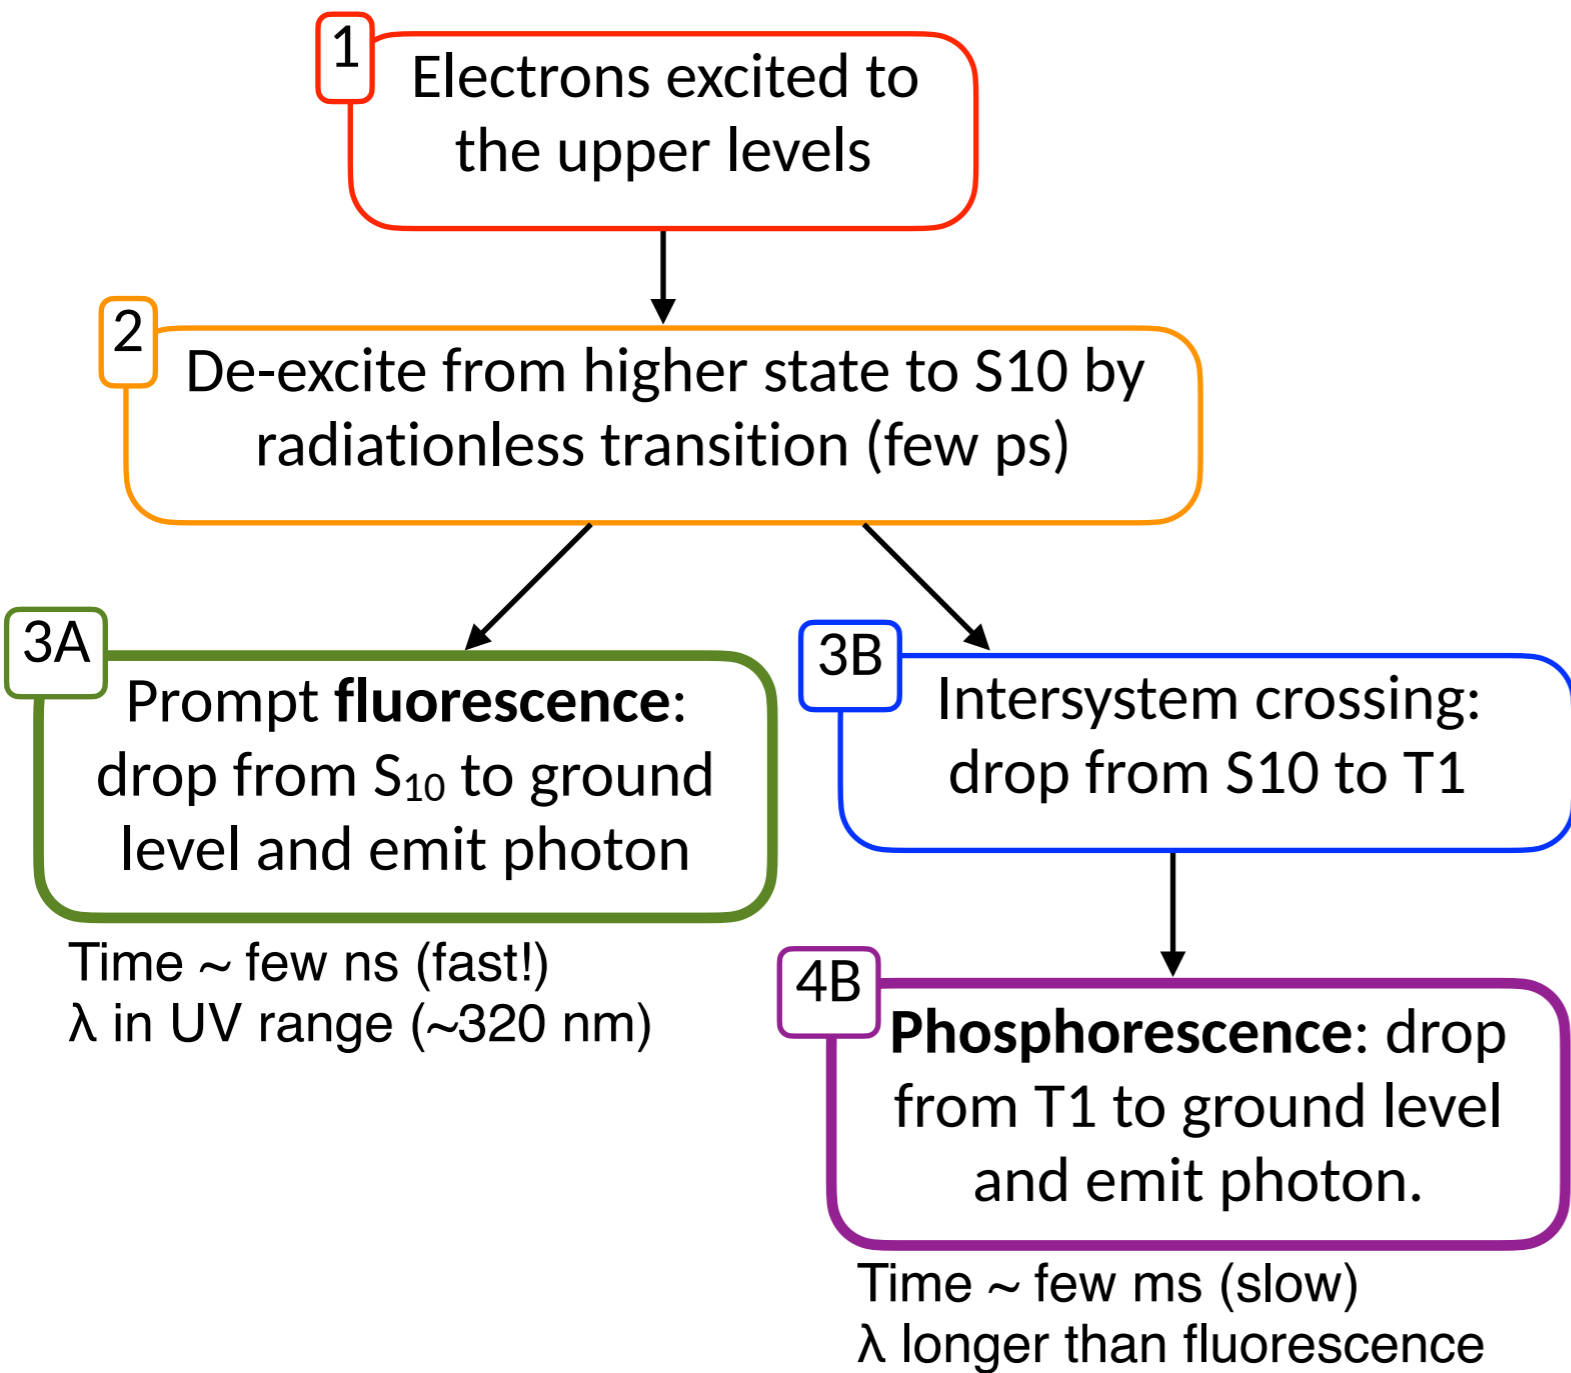 1
Electrons excited to
the upper levels
2
De-excite from higher state to S10 by
radiationless transition (few ps)
3A
Prompt fluorescence:
drop from S₁₀ to ground
level and emit photon
Time ~ few ns (fast!)
λ in UV range (~320 nm)
3B
Intersystem crossing:
drop from S10 to T1
4B
Phosphorescence: drop
from T1 to ground level
and emit photon.
Time ~ few ms (slow)
λ longer than fluorescence